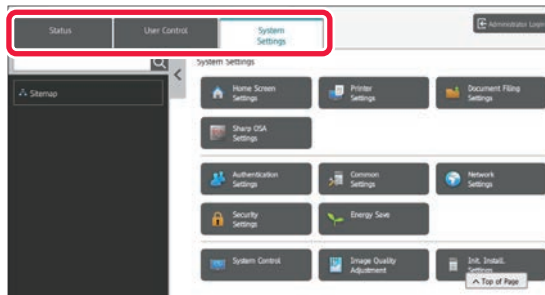 Status
User Control
System
Settings
Administrator Login
System Settings
Sitemap
Home Screen
Settings
Printer
Settings
Document Filing
Settings
Sharp OSA
Settings
Authentication
Settings
Common
Settings
Network
Settings
Security
Settings
Energy Save
System Control
Image Quality
Adjustment
Init. Install.
Settings
Top of Page